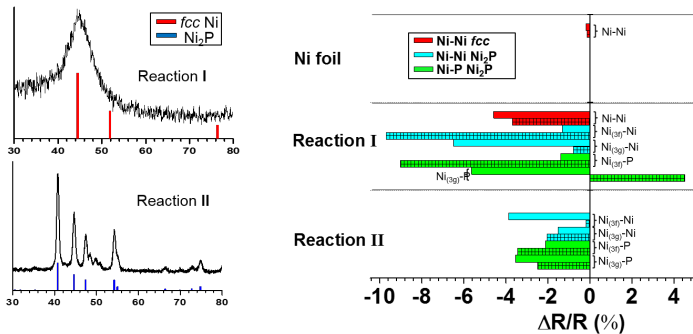 fcc Ni
Ni2P
Reaction I
30 40 50 60 70 80
Reaction II
30 40 50 60 70 80
Ni-Ni fcc
Ni-Ni Ni2P
Ni-P Ni2P
Ni foil
Ni-Ni
Reaction I
Ni-Ni
Ni(3f)-Ni
Ni(3g)-Ni
Ni(3f)-P
Ni(3g)-P
Reaction II
Ni(3f)-Ni
Ni(3g)-Ni
Ni(3f)-P
Ni(3g)-P
-10 -8 -6 -4 -2 0 2 4 6
ΔR/R (%)